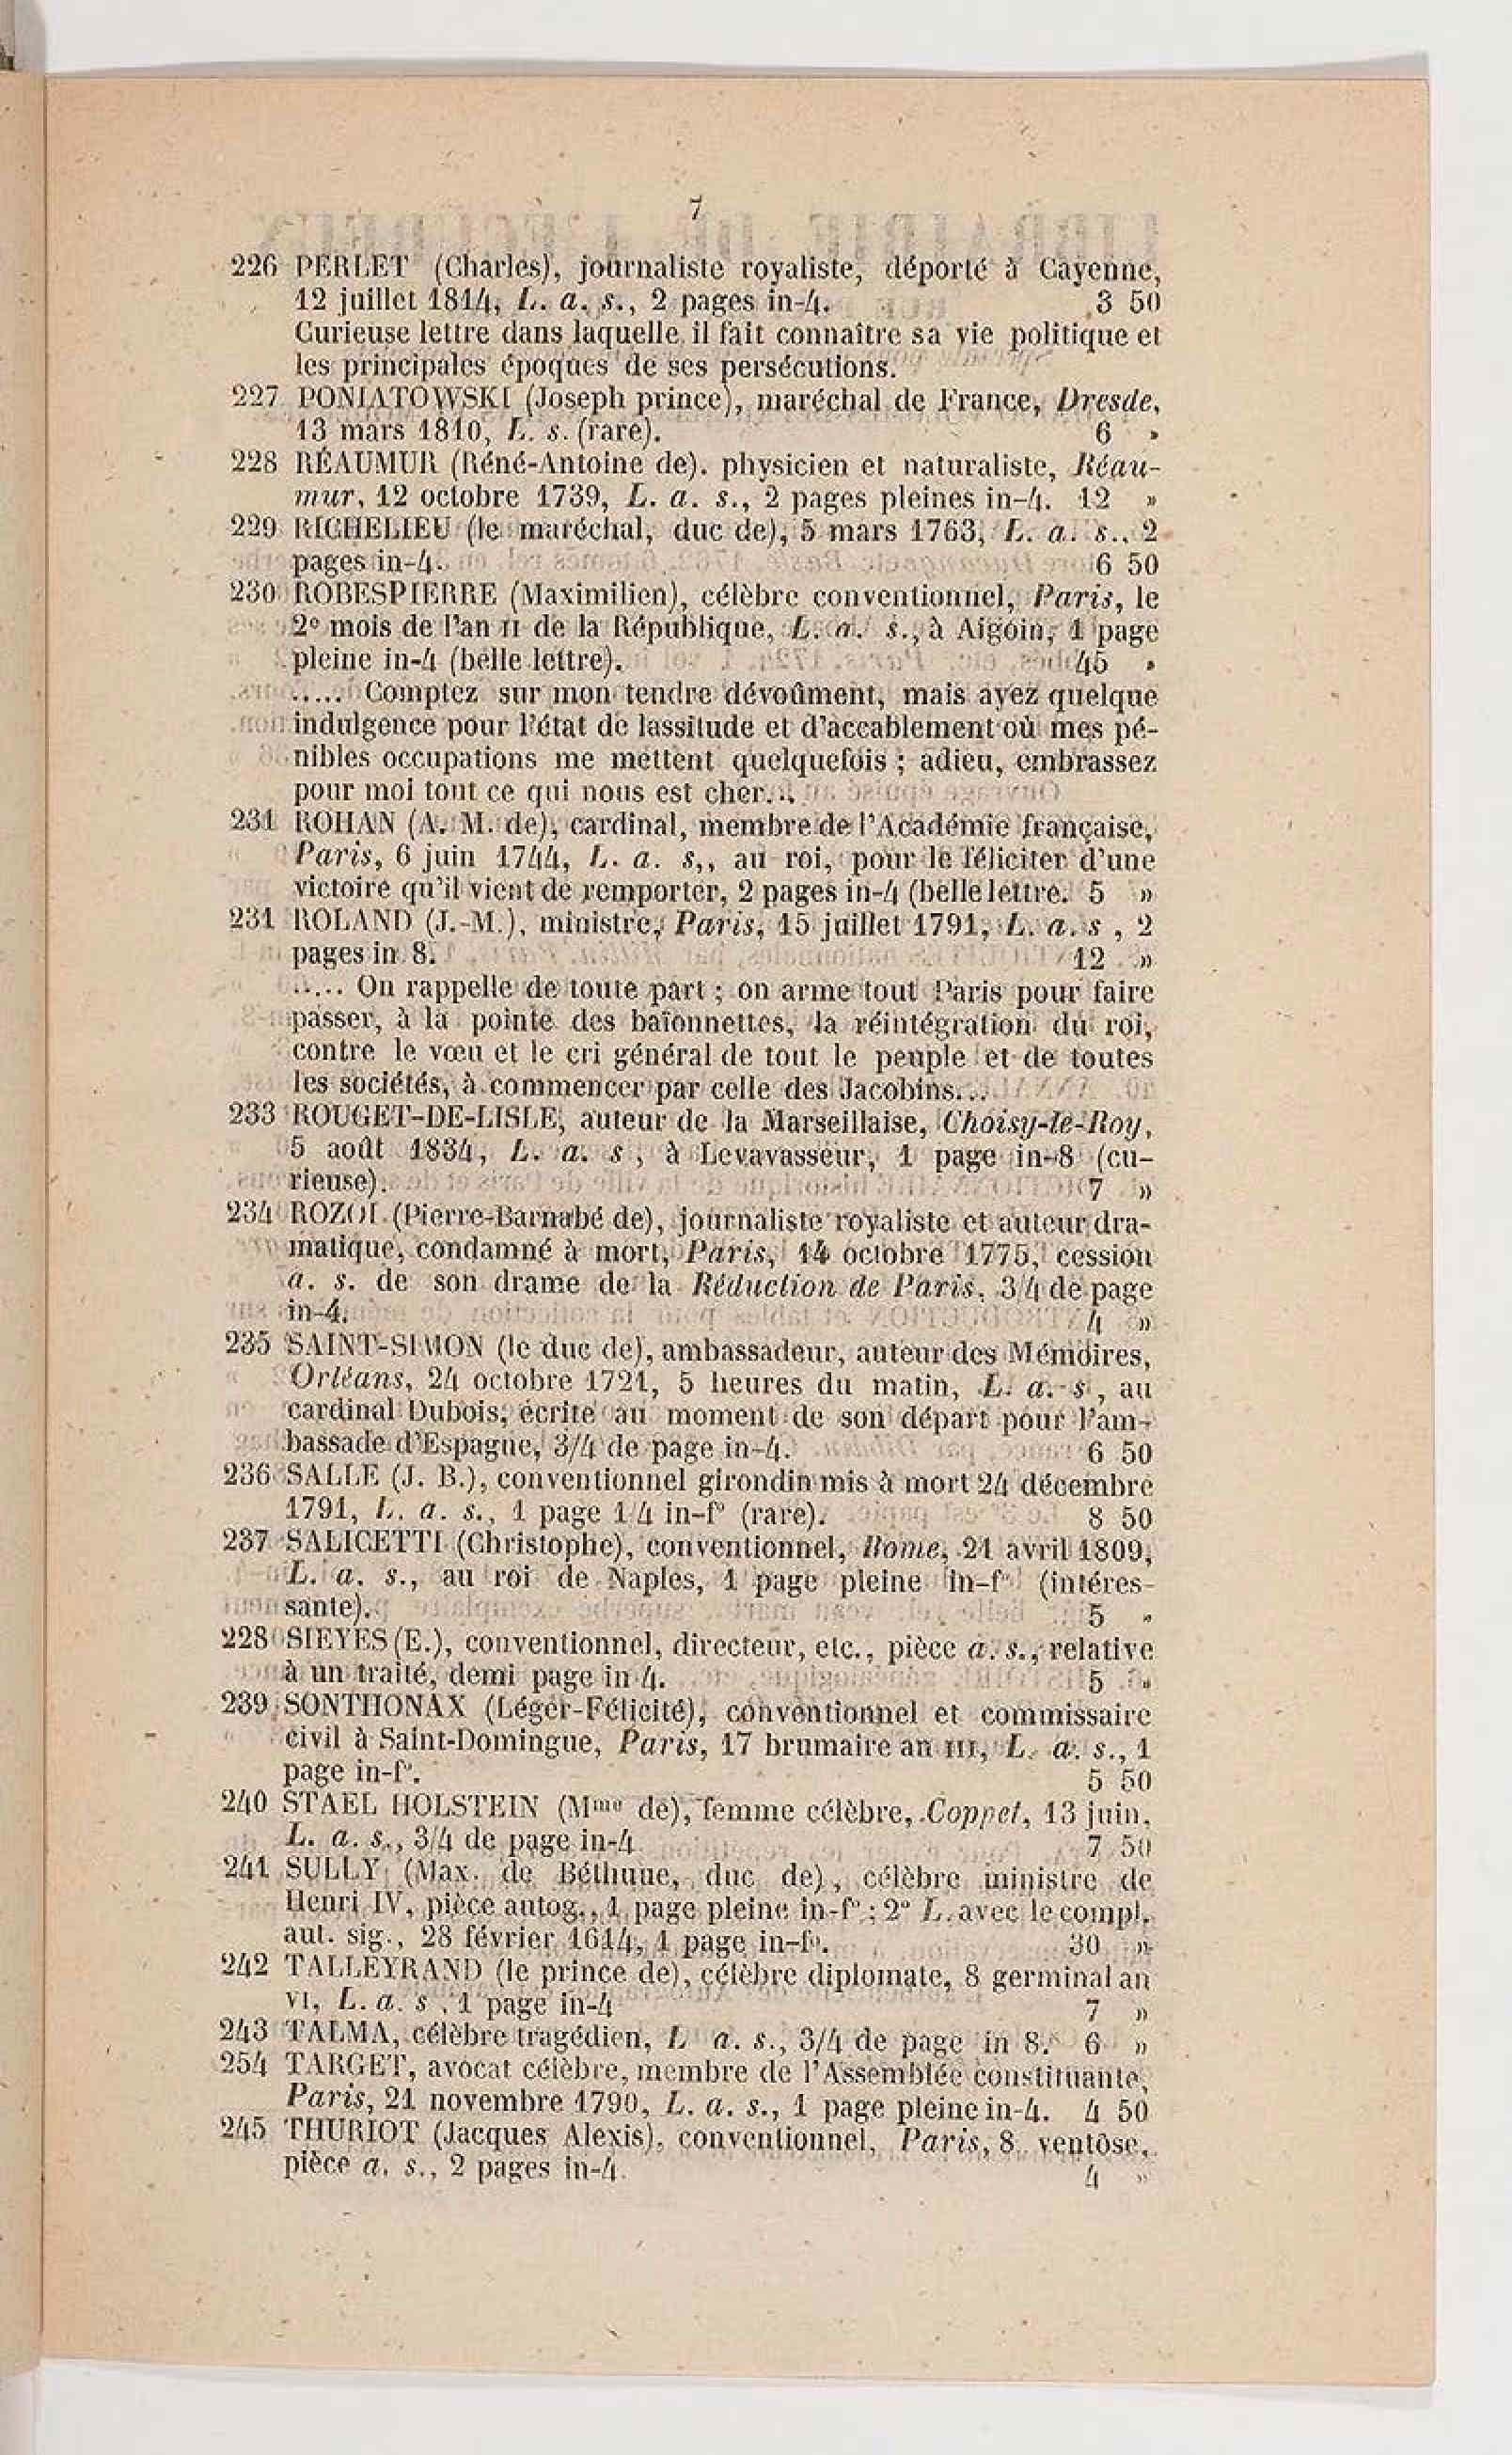 7
226 PERLET (Charles), journaliste royaliste, déporté à Cayenne,
12 juillet 1814, L. a. s., 2 pages in-4. 3 50
Curieuse lettre dans laquelle il fait connaître sa vie politique et
les principales époques de ses persécutions.
227 PONIATOWSKI (Joseph prince), maréchal de France, Dresde,
13 mars 1810, L. s. (rare). 6 »
228 RÉAUMUR (Réné-Antoine de). physicien et naturaliste, Réau-
mur, 12 octobre 1739, L. a. s., 2 pages pleines in-4. 12 »
229 RICHELIEU (le maréchal, duc de), 5 mars 1763, L. a. s., 2
pages in-4. 6 50
230 ROBESPIERRE (Maximilien), célèbre conventionnel, Paris, le
2e mois de l'an II de la République, L. a. s., à Aigoin, 1 page
pleine in-4 (belle lettre). 45 »
..... Comptez sur mon tendre dévoûment, mais ayez quelque
indulgence pour l'état de lassitude et d'accablement où mes pé-
nibles occupations me mettent quelquefois ; adieu, embrassez
pour moi tout ce qui nous est cher...
231 ROHAN (A. M. de), cardinal, membre de l'Académie française,
Paris, 6 juin 1744, L. a. s,, au roi, pour le féliciter d'une
victoire qu'il vient de remporter, 2 pages in-4 (belle lettre. 5 »
231 ROLAND (J.-M.), ministre, Paris, 15 juillet 1791, L. a. s , 2
pages in 8. 12 »
..... On rappelle de toute part ; on arme tout Paris pour faire
passer, à la pointe des baïonnettes, la réintégration du roi,
contre le vœu et le cri général de tout le peuple et de toutes
les sociétés, à commencer par celle des Jacobins...
233 ROUGET-DE-LISLE, auteur de la Marseillaise, Choisy-le-Roy,
5 août 1834, L. a. s , à Levavasseur, 1 page in-8 (cu-
rieuse). 7 »
234 ROZOI (Pierre-Barnabé de), journaliste royaliste et auteur dra-
matique, condamné à mort, Paris, 14 octobre 1775, cession
a. s. de son drame de la Réduction de Paris, 3/4 de page
in-4. 4 »
235 SAINT-SIMON (le duc de), ambassadeur, auteur des Mémoires,
Orléans, 24 octobre 1721, 5 heures du matin, L. a. s , au
cardinal Dubois, écrite au moment de son départ pour l'am-
bassade d'Espagne, 3/4 de page in-4. 6 50
236 SALLE (J. B.), conventionnel girondin mis à mort 24 décembre
1791, L. a. s., 1 page 1/4 in-f° (rare). 8 50
237 SALICETTI (Christophe), conventionnel, Rome, 21 avril 1809,
L. a. s., au roi de Naples, 1 page pleine in-f° (intéres-
sante). 5 »
228 SIEYES (E.), conventionnel, directeur, etc., pièce a. s., relative
à un traité, demi page in 4. 5 »
239 SONTHONAX (Léger-Félicité), conventionnel et commissaire
civil à Saint-Domingue, Paris, 17 brumaire an III, L. a. s., 1
page in-f°. 5 50
240 STAEL HOLSTEIN (Mme de), femme célèbre, Coppet, 13 juin,
L. a. s., 3/4 de page in-4 7 50
241 SULLY (Max. de Béthune, duc de), célèbre ministre de
Henri IV, pièce autog., 1 page pleine in-f° ; 2° L. avec le compl.
aut. sig., 28 février 1614, 1 page in-f°. 30 »
242 TALLEYRAND (le prince de), célèbre diplomate, 8 germinal an
VI, L. a. s , 1 page in-4 7 »
243 TALMA, célèbre tragédien, L a. s., 3/4 de page in 8. 6 »
254 TARGET, avocat célèbre, membre de l'Assemblée constituante,
Paris, 21 novembre 1790, L. a. s., 1 page pleine in-4. 4 50
245 THURIOT (Jacques Alexis), conventionnel, Paris, 8 ventôse,
pièce a. s., 2 pages in-4. 4 »